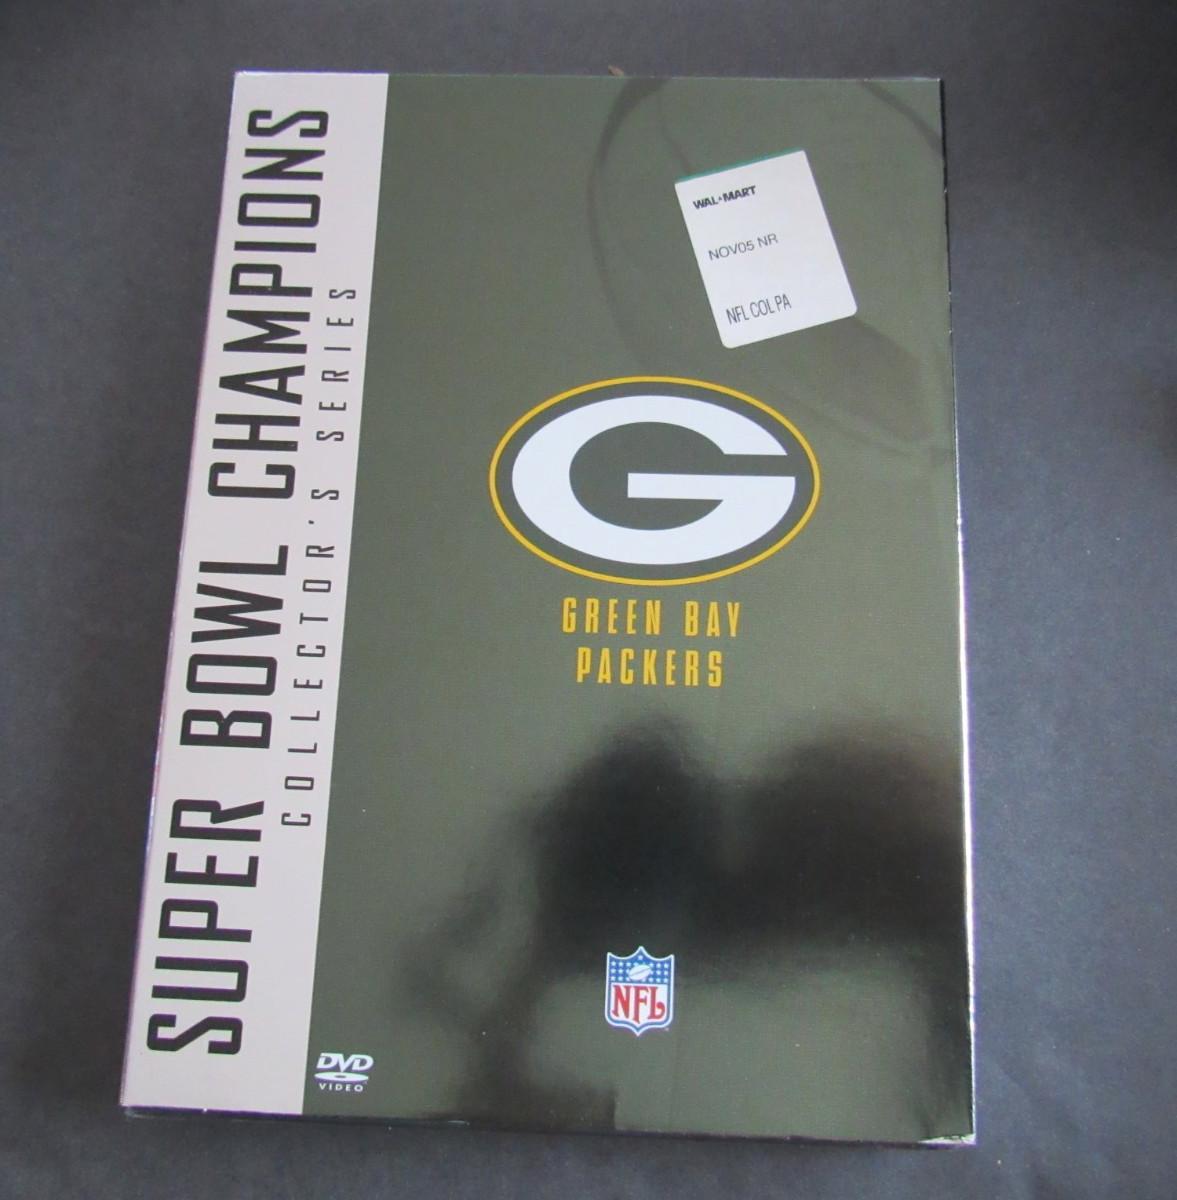 SUPER BOWL CHAMPIONS
COLLECTOR'S SERIES
WAL★MART
NOV05 NR
NFL COL PA
G
GREEN BAY
PACKERS
NFL
DVD
VIDEO